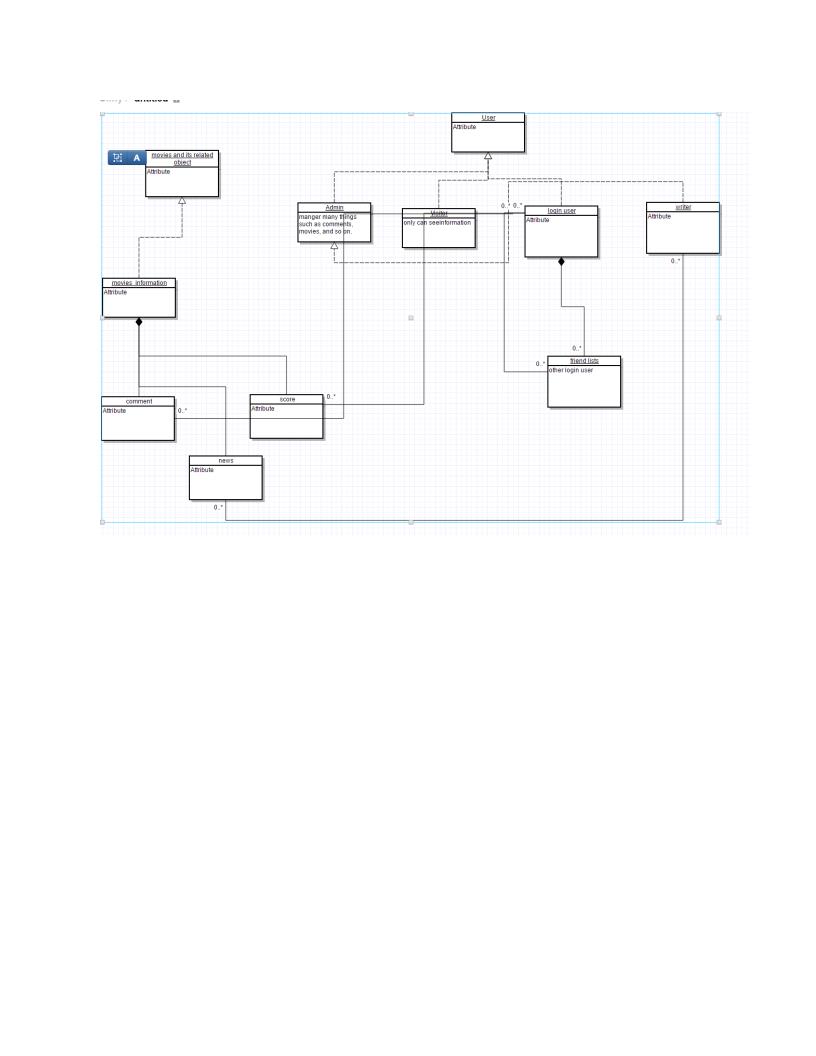 untitled
User
Attribute
A
movies and its related
object
Attribute
Admin
manger many things
such as comments,
movies, and so on.
Visiter
only can seeinformation
0..*
0..*
login user
Attribute
writer
Attribute
0..*
movies_information
Attribute
0..*
0..*
friend lists
other login user
comment
Attribute
0..*
score
Attribute
0..*
news
Attribute
0..*